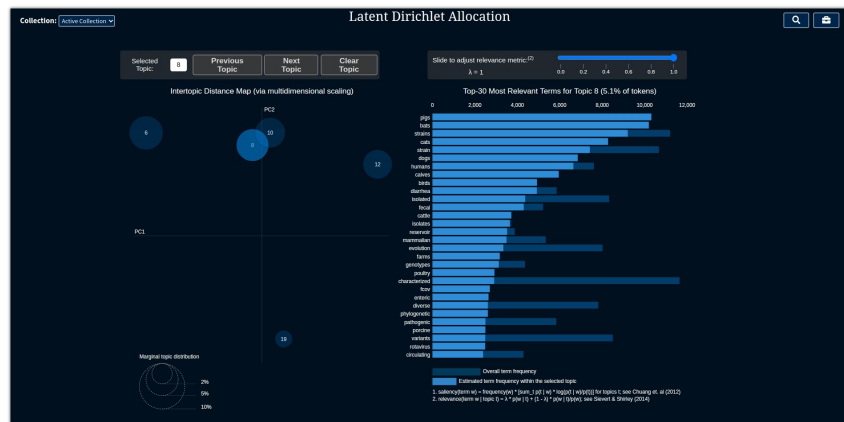 Latent Dirichlet Allocation
Collection: Active Collection
Selected Topic: 8 Previous Topic Next Topic Clear Topic
Slide to adjust relevance metric:(2)
λ = 1
0.0 0.2 0.4 0.6 0.8 1.0
Intertopic Distance Map (via multidimensional scaling)
PC2
6
10
8
12
PC1
19
Marginal topic distribution
2%
5%
10%
Top-30 Most Relevant Terms for Topic 8 (5.1% of tokens)
0 2,000 4,000 6,000 8,000 10,000 12,000
pigs
bats
strains
cats
strain
dogs
humans
calves
birds
diarrhea
isolated
fecal
cattle
isolates
reservoir
mammalian
evolution
farms
genotypes
poultry
characterized
fcov
enteric
diverse
phylogenetic
pathogenic
porcine
variants
rotavirus
circulating
Overall term frequency
Estimated term frequency within the selected topic
1. saliency(term w) = frequency(w) * [sum_t p(t | w) * log(p(t | w)/p(t))] for topics t; see Chuang et. al (2012)
2. relevance(term w | topic t) = λ * p(w | t) + (1 - λ) * p(w | t)/p(w); see Sievert & Shirley (2014)